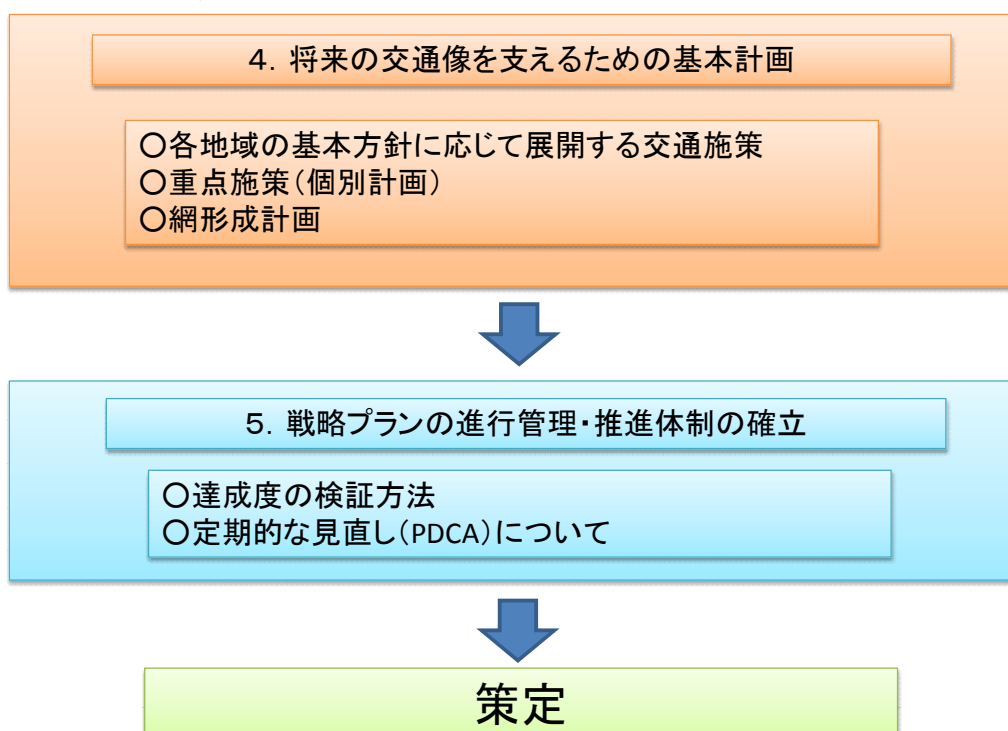 ４．将来の交通像を支えるための基本計画
○各地域の基本方針に応じて展開する交通施策
○重点施策（個別計画）
○網形成計画
５．戦略プランの進行管理・推進体制の確立
○達成度の検証方法
○定期的な見直し（PDCA）について
策定